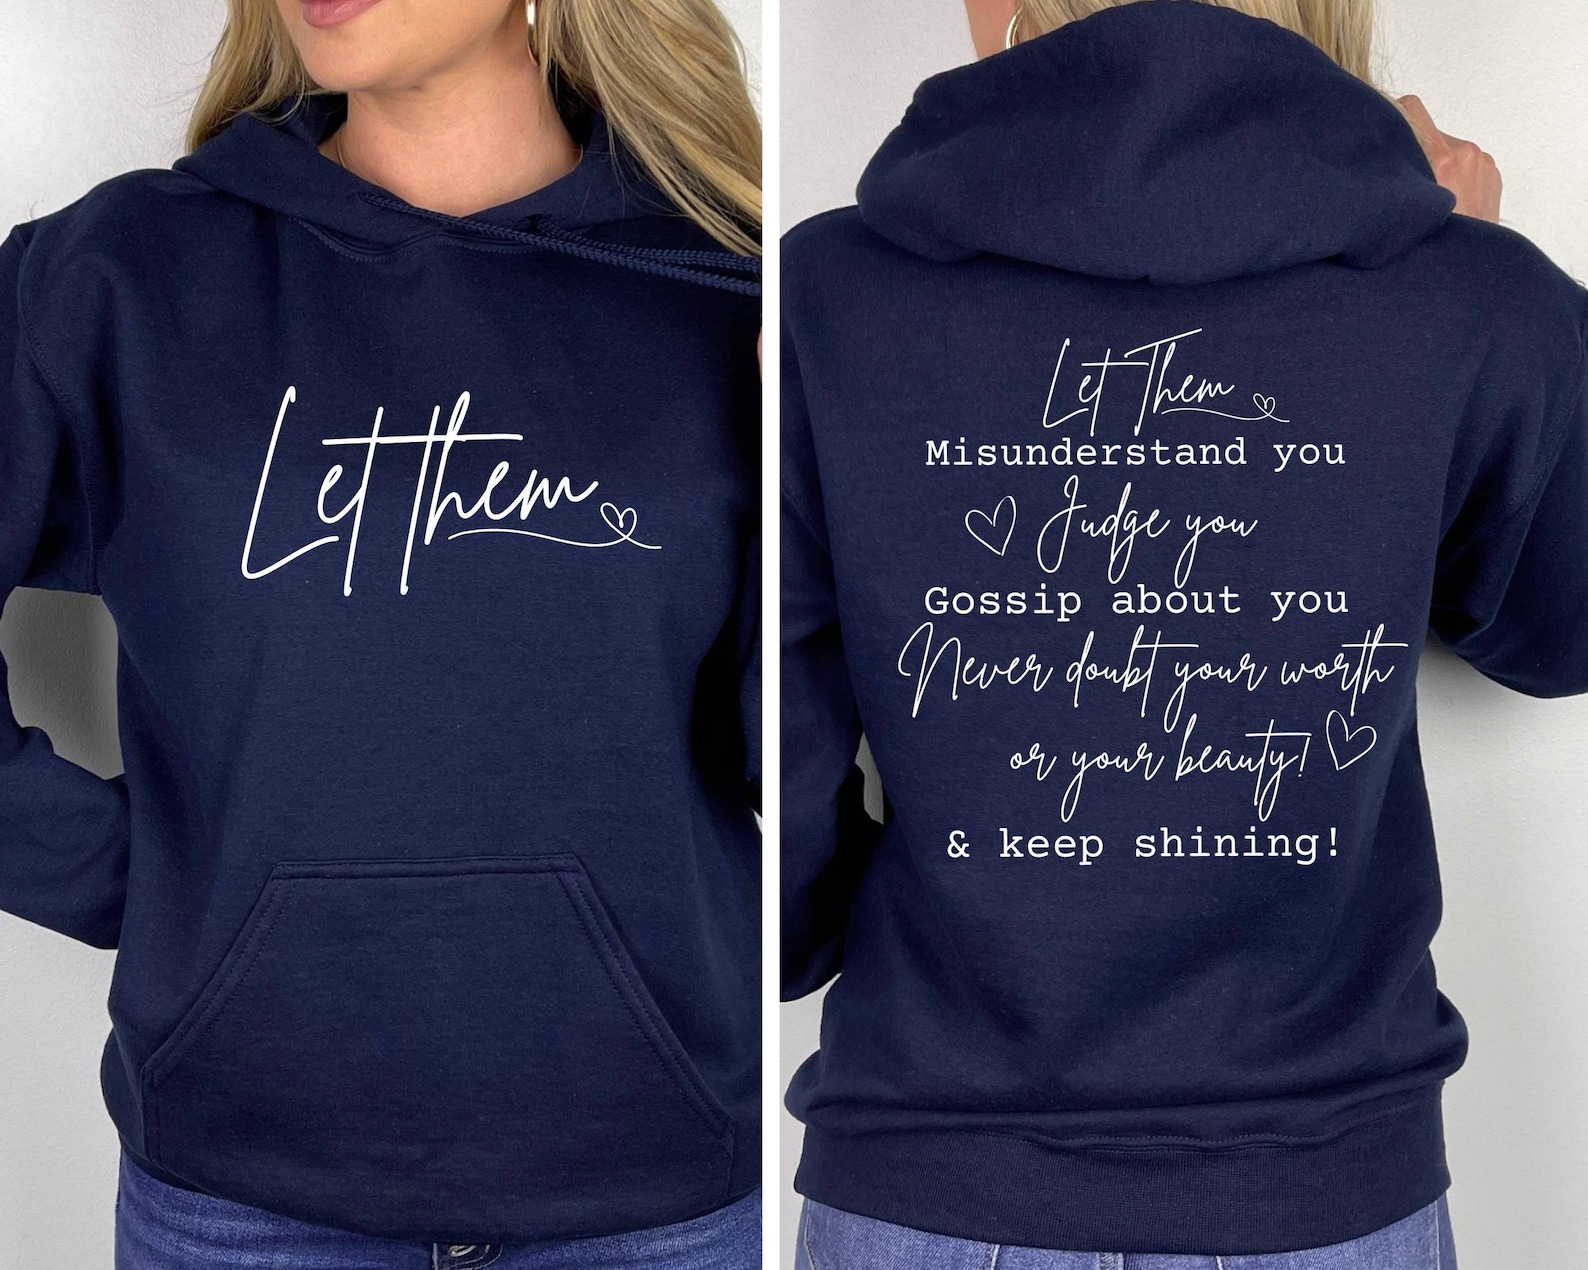 Let them
Let Them
Misunderstand you
Judge you
Gossip about you
Never doubt your worth
or your beauty!
& keep shining!